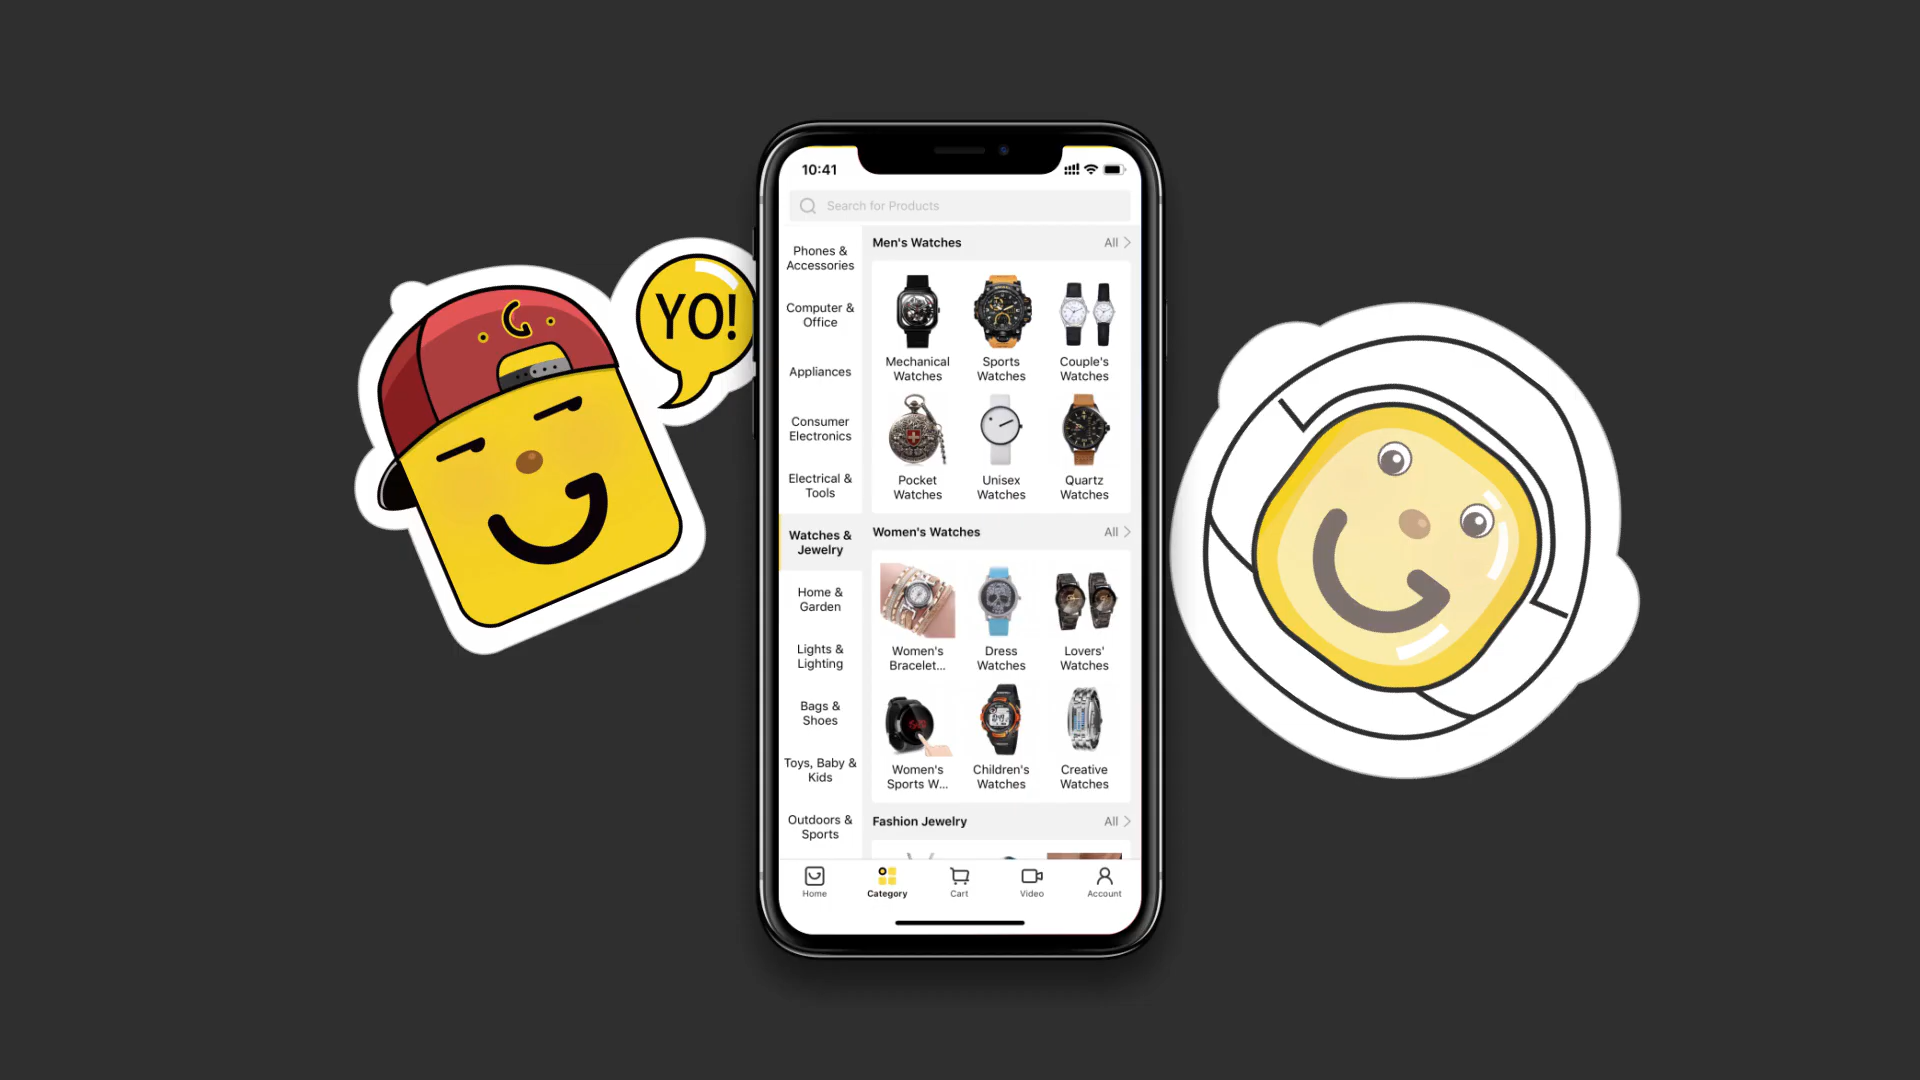 YO!
10:41
Search for Products
Phones &
Accessories
Computer &
Office
Appliances
Consumer
Electronics
Electrical &
Tools
Watches &
Jewelry
Home &
Garden
Lights &
Lighting
Bags &
Shoes
Toys, Baby &
Kids
Outdoors &
Sports
Men's Watches All
Mechanical
Watches
Sports
Watches
Couple's
Watches
Pocket
Watches
Unisex
Watches
Quartz
Watches
Women's Watches All
Women's
Bracelet...
Dress
Watches
Lovers'
Watches
Women's
Sports W...
Children's
Watches
Creative
Watches
Fashion Jewelry All
Home Category Cart Video Account